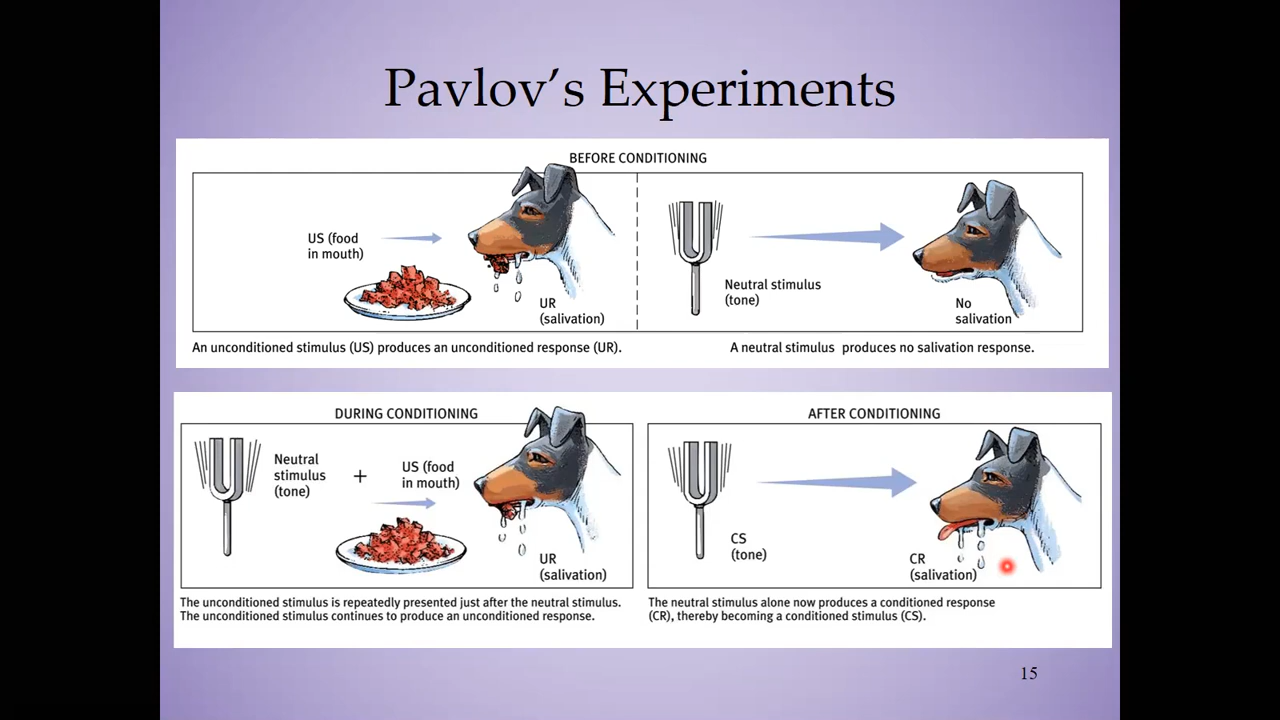 Pavlov’s Experiments
BEFORE CONDITIONING
US (food
in mouth)
UR
(salivation)
Neutral stimulus
(tone)
No
salivation
An unconditioned stimulus (US) produces an unconditioned response (UR).
A neutral stimulus produces no salivation response.
DURING CONDITIONING
Neutral
stimulus
(tone)
+
US (food
in mouth)
UR
(salivation)
The unconditioned stimulus is repeatedly presented just after the neutral stimulus.
The unconditioned stimulus continues to produce an unconditioned response.
AFTER CONDITIONING
CS
(tone)
CR
(salivation)
The neutral stimulus alone now produces a conditioned response
(CR), thereby becoming a conditioned stimulus (CS).
15